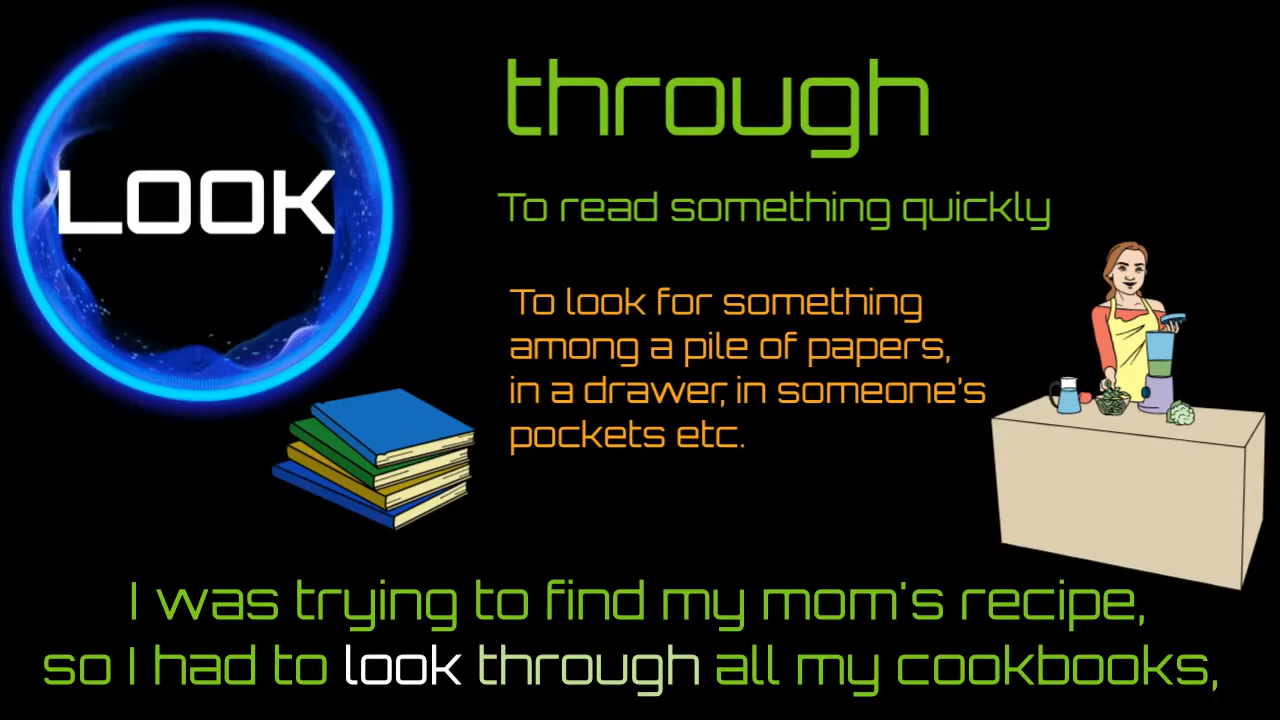 LOOK
through
To read something quickly
To look for something
among a pile of papers,
in a drawer, in someone's
pockets etc.
I was trying to find my mom's recipe,
so I had to look through all my cookbooks,